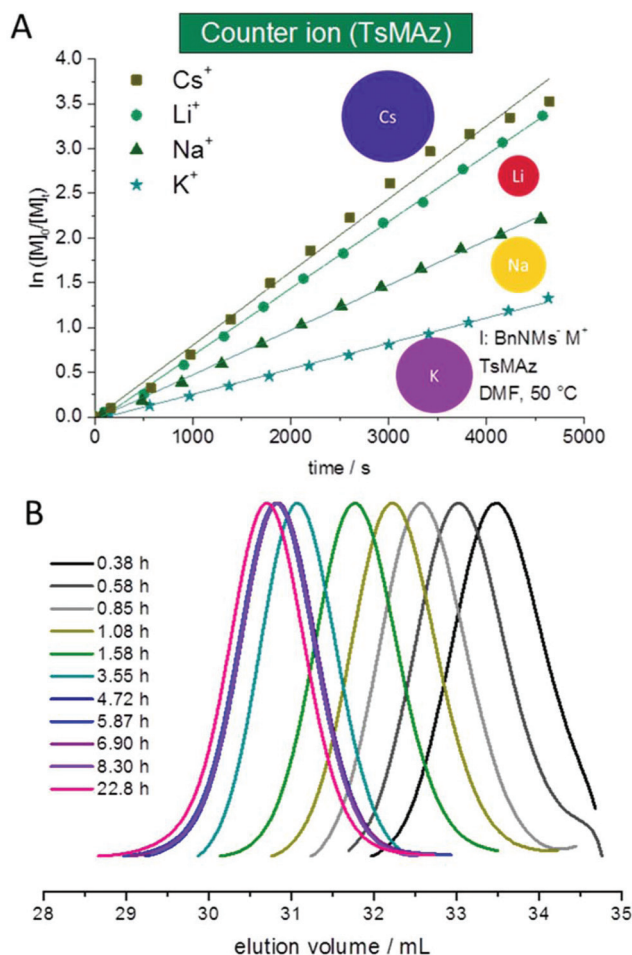 A
Counter ion (TsMAz)
Cs⁺
Li⁺
Na⁺
K⁺
Cs
Li
Na
K
I: BnNMs⁻ M⁺
TsMAz
DMF, 50 °C
ln ([M]₀/[M]ₜ)
4.0
3.5
3.0
2.5
2.0
1.5
1.0
0.5
0.0
0 1000 2000 3000 4000 5000
time / s
B
0.38 h
0.58 h
0.85 h
1.08 h
1.58 h
3.55 h
4.72 h
5.87 h
6.90 h
8.30 h
22.8 h
28 29 30 31 32 33 34 35
elution volume / mL